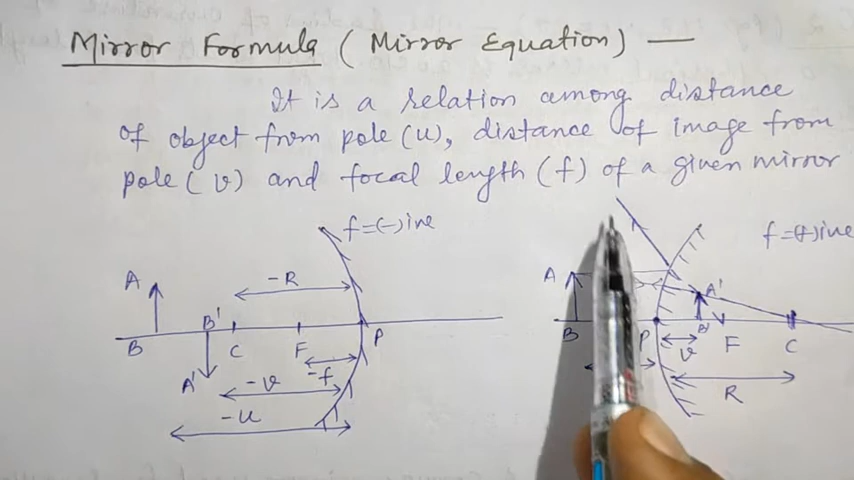 Mirror Formula (Mirror Equation) —
It is a relation among distance
of object from pole (u), distance of image from
pole (v) and focal length (f) of a given mirror
f=(-)ive
f=(+)ive
A
-R
B
B'
C
F
P
A'
-v
-f
-u
A
A'
B
P
B'
v
F
C
R